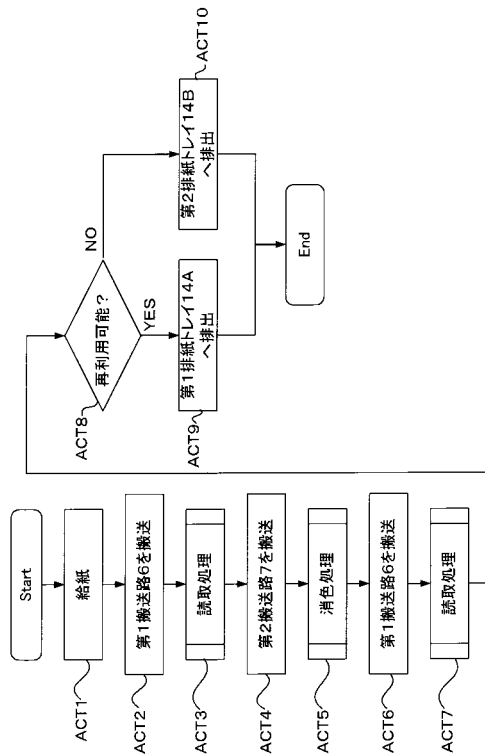 Start
ACT1
給紙
ACT2
第1搬送路6を搬送
ACT3
読取処理
ACT4
第2搬送路7を搬送
ACT5
消色処理
ACT6
第1搬送路6を搬送
ACT7
読取処理
ACT8
再利用可能?
NO
YES
ACT9
第1排紙トレイ14A
へ排出
ACT10
第2排紙トレイ14B
へ排出
End